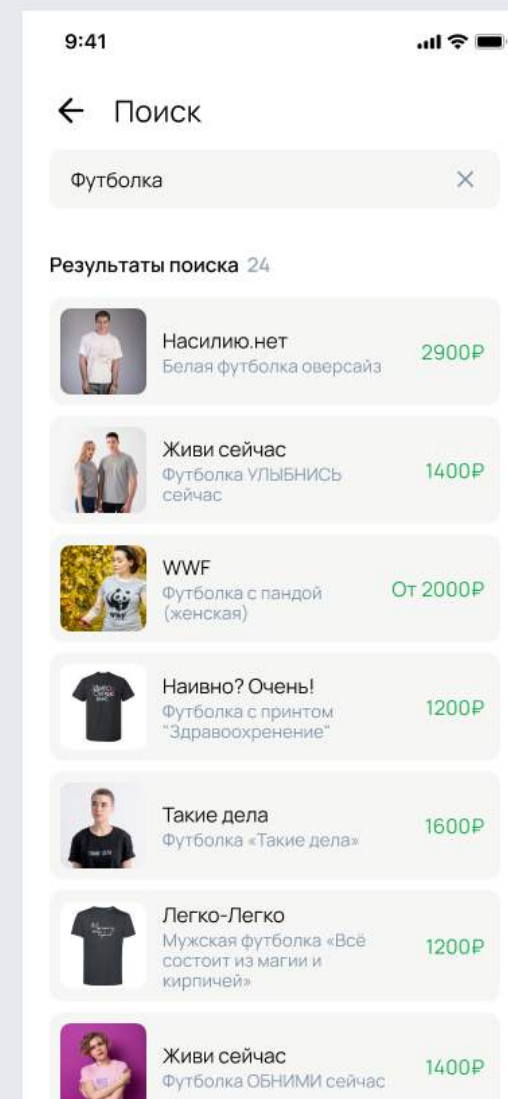 9:41
Поиск
Футболка
Результаты поиска 24
Насилию.нет
Белая футболка оверсайз
2900₽
Живи сейчас
Футболка УЛЫБНИСЬ
сейчас
1400₽
WWF
Футболка с пандой
(женская)
От 2000₽
WWF
Наивно? Очень!
Футболка с принтом
"Здравоохренение"
1200₽
Такие дела
Футболка «Такие дела»
1600₽
Легко-Легко
Мужская футболка «Всё
состоит из магии и
кирпичей»
1200₽
Живи сейчас
Футболка ОБНИМИ сейчас
1400₽